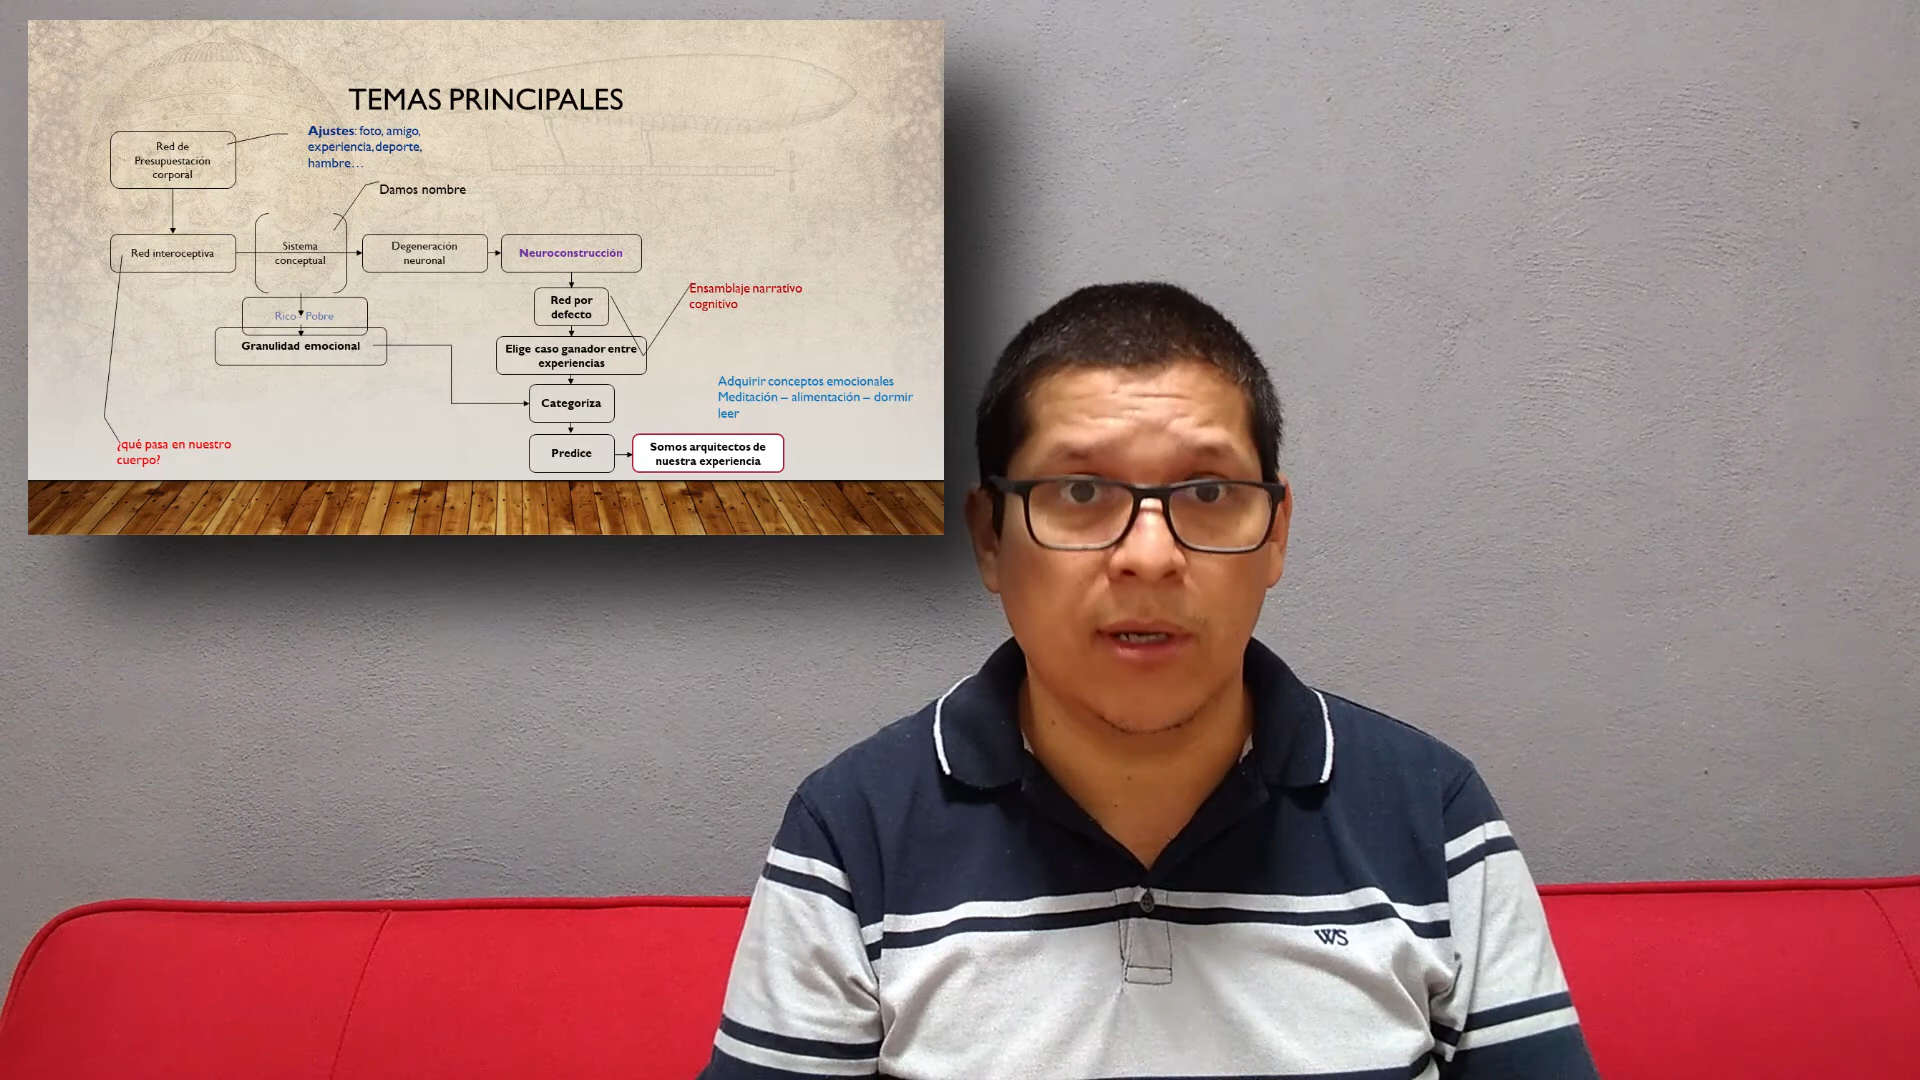 TEMAS PRINCIPALES
Red de
Presupuestación
corporal
Ajustes: foto, amigo,
experiencia, deporte,
hambre…
Damos nombre
Red interoceptiva
Sistema
conceptual
Degeneración
neuronal
Neuroconstrucción
Rico - Pobre
Granulidad emocional
Red por
defecto
Ensamblaje narrativo
cognitivo
Elige caso ganador entre
experiencias
Categoriza
Adquirir conceptos emocionales
Meditación – alimentación – dormir
leer
¿qué pasa en nuestro
cuerpo?
Predice
Somos arquitectos de
nuestra experiencia
WS